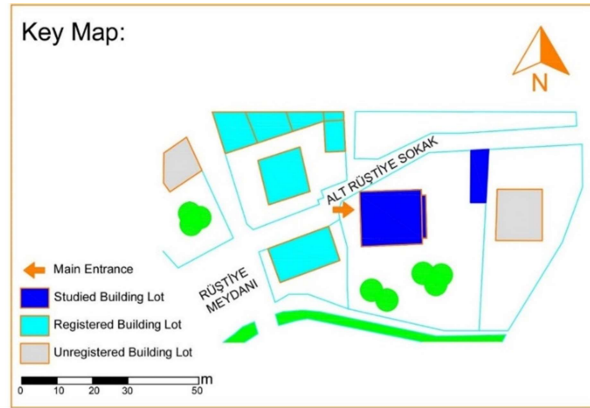 Key Map:
N
ALT RÜŞTİYE SOKAK
RÜŞTİYE
MEYDANI
Main Entrance
Studied Building Lot
Registered Building Lot
Unregistered Building Lot
m
0 10 20 30 50